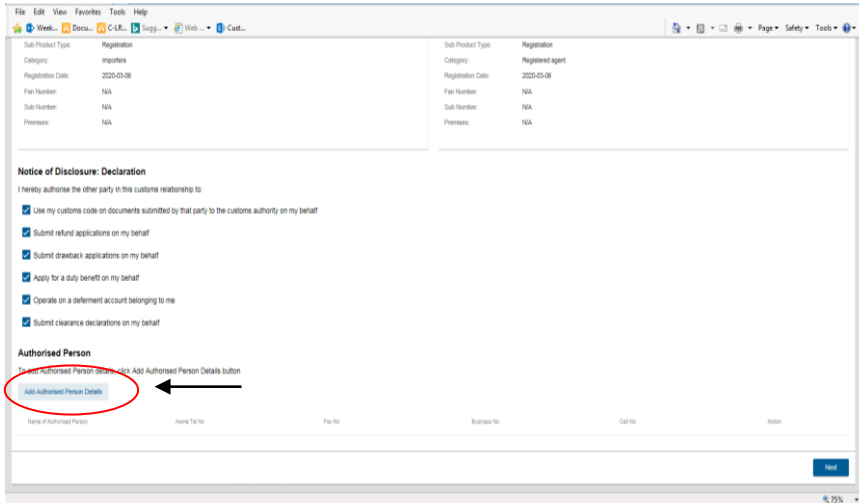 File Edit View Favorites Tools Help
Week... Docu... C-LR... Sugg... Web ... Cust... Page Safety Tools
Sub Product Type: Registration Sub Product Type: Registration
Category: Importers Category: Registered agent
Registration Date: 2020-03-06 Registration Date: 2020-03-06
Fan Number: N/A Fan Number: N/A
Sub Number: N/A Sub Number: N/A
Premises: N/A Premises: N/A
Notice of Disclosure: Declaration
I hereby authorise the other party in this customs relationship to:
Use my customs code on documents submitted by that party to the customs authority on my behalf
Submit refund applications on my behalf
Submit drawback applications on my behalf
Apply for a duty benefit on my behalf
Operate on a deferment account belonging to me
Submit clearance declarations on my behalf
Authorised Person
To add Authorised Person details, click Add Authorised Person Details button
Add Authorised Person Details
Name of Authorised Person Home Tel No Fax No Business No Cell No Action
Next
75%